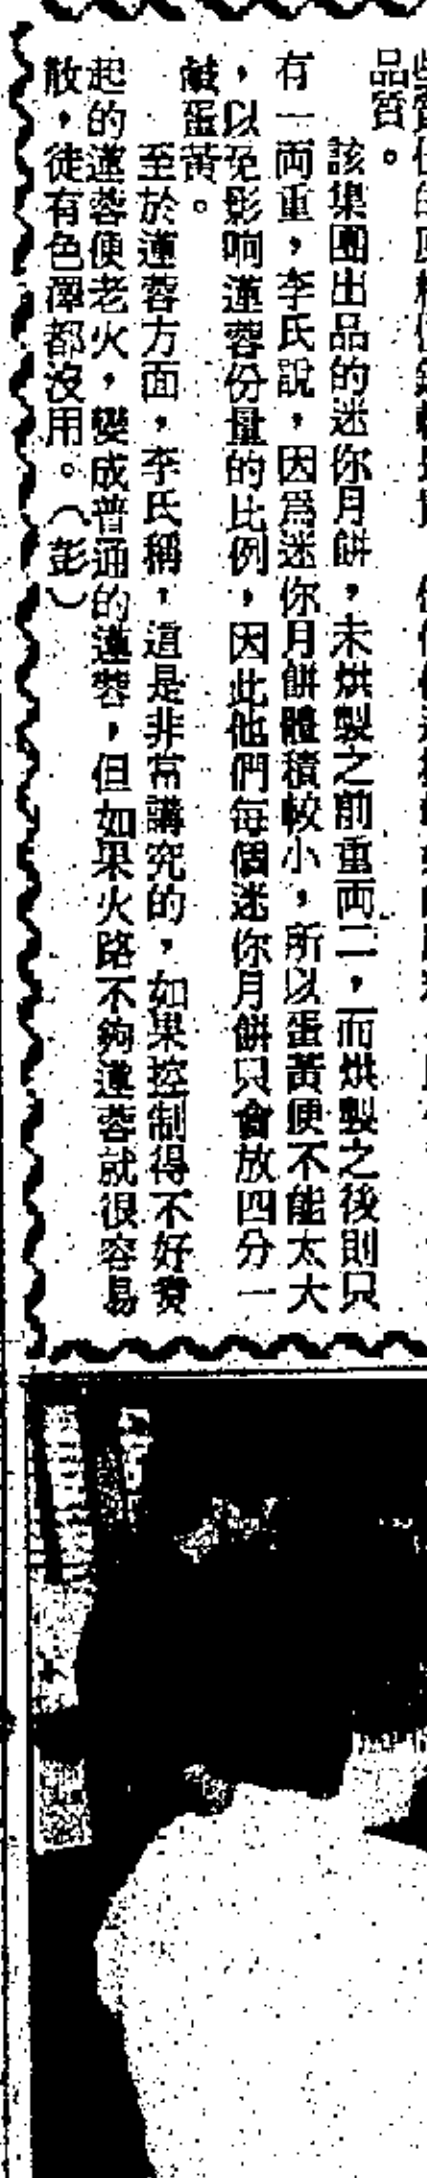 品質。
該集團出品的迷你月餅，未烘製之前重両二，而烘製之後則只
有一両重，李氏說，因爲迷你月餅體積較小，所以蛋黃便不能太大
，以免影响蓮蓉份量的比例，因此他們每個迷你月餅只會放四分一
鹹蛋黃。
至於蓮蓉方面，李氏稱，這是非常講究的，如果控制得不好煑
起的蓮蓉便老火，變成普通的蓮蓉，但如果火路不夠蓮蓉就很容易
散，徒有色澤都沒用。（彭）